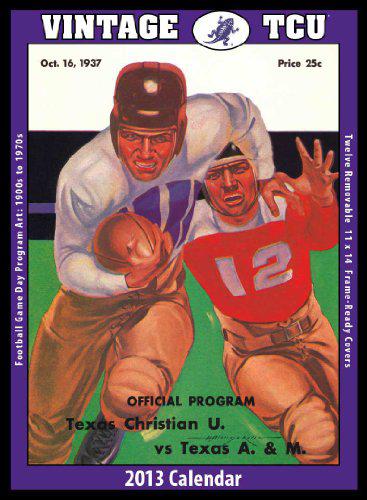 VINTAGE TCU
Oct. 16, 1937 Price 25c
Football Game Day Program Art: 1900s to 1970s
Twelve Removable 11 x 14 Frame-Ready Covers
12
OFFICIAL PROGRAM
Texas Christian U.
vs Texas A. & M.
2013 Calendar